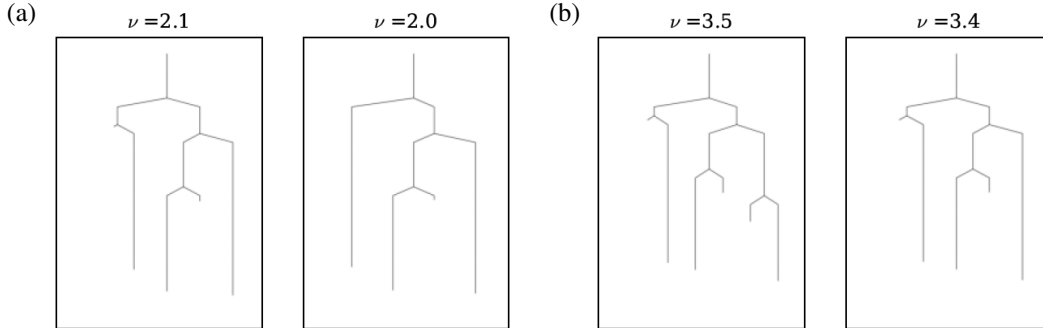 (a)
ν =2.1
ν =2.0
(b)
ν =3.5
ν =3.4